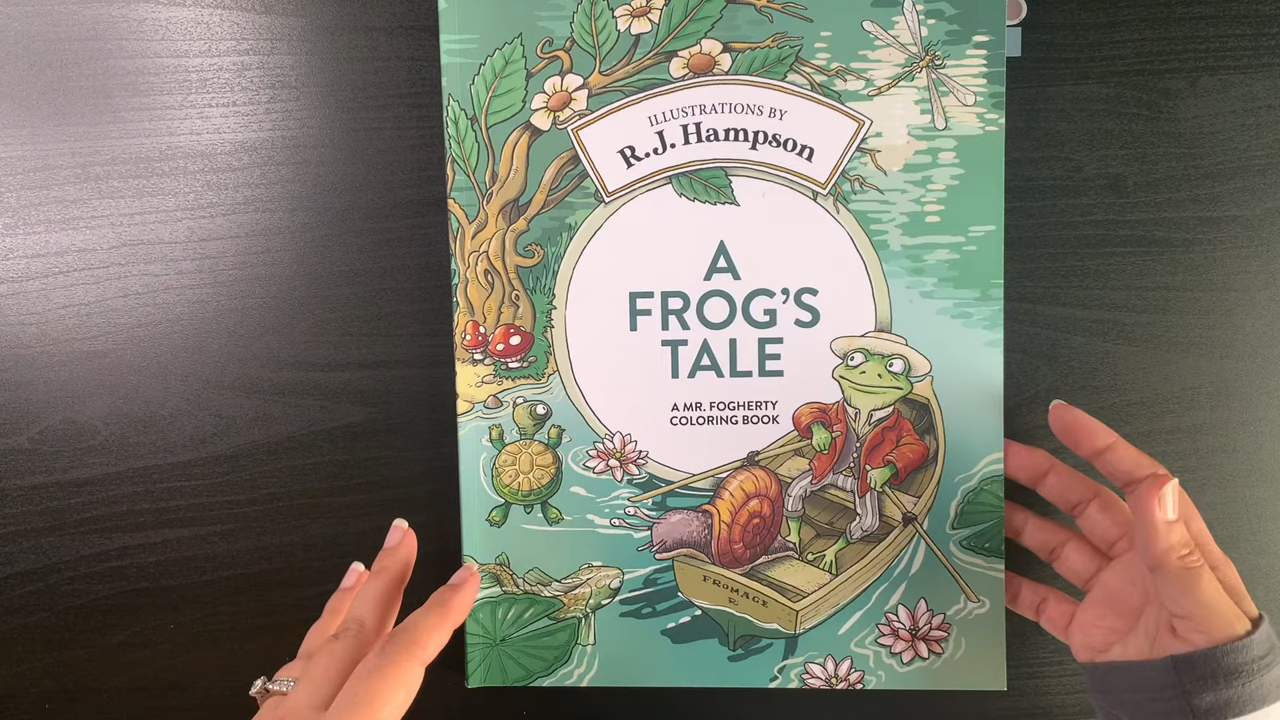 ILLUSTRATIONS BY
R.J. Hampson
A
FROG'S
TALE
A MR. FOGHERTY
COLORING BOOK
FROMAGE
R